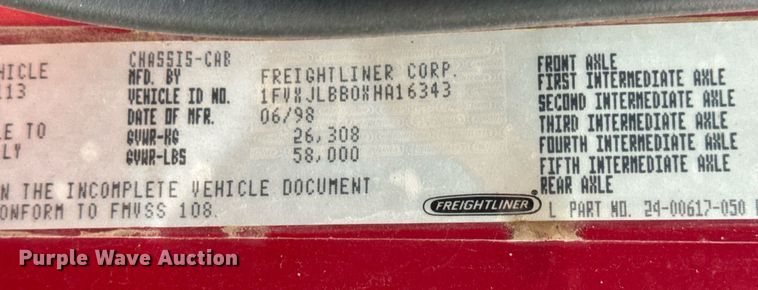 CHASSIS-CAB
HICLE MFD. BY FREIGHTLINER CORP.
113 VEHICLE ID NO. 1FVXJLBB0XHA16343
DATE OF MFR. 06/98
LE TO GVWR-KG 26,308
LY GVWR-LBS 58,000
N THE INCOMPLETE VEHICLE DOCUMENT
ONFORM TO FMVSS 108.
FREIGHTLINER
FRONT AXLE
FIRST INTERMEDIATE AXLE
SECOND INTERMEDIATE AXLE
THIRD INTERMEDIATE AXLE
FOURTH INTERMEDIATE AXLE
FIFTH INTERMEDIATE AXLE
REAR AXLE
L PART NO. 24-00617-050
Purple Wave Auction